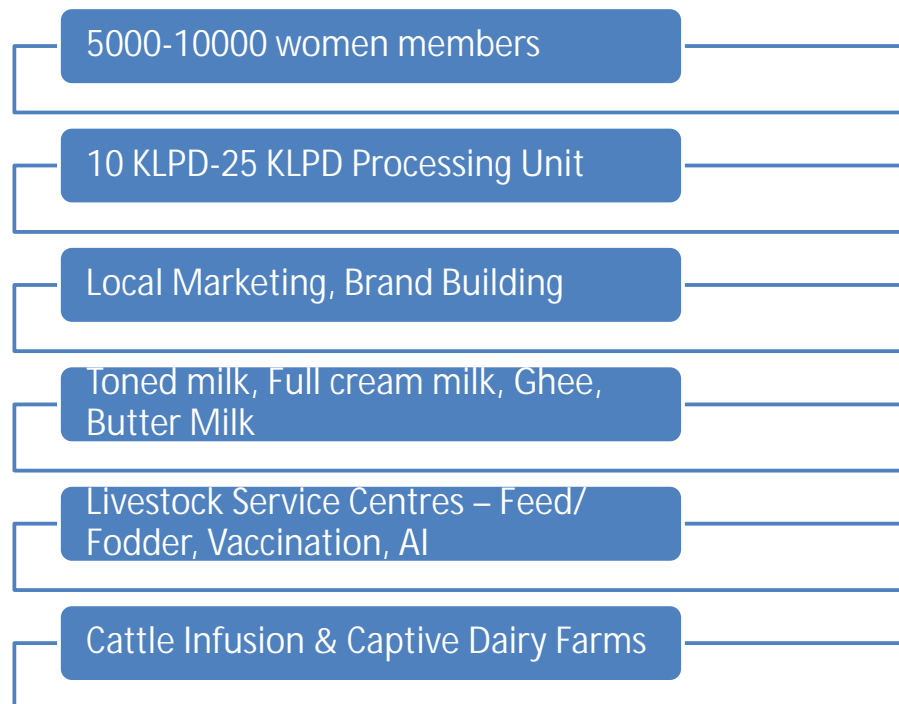 5000-10000 women members
10 KLPD-25 KLPD Processing Unit
Local Marketing, Brand Building
Toned milk, Full cream milk, Ghee,
Butter Milk
Livestock Service Centres – Feed/
Fodder, Vaccination, AI
Cattle Infusion & Captive Dairy Farms